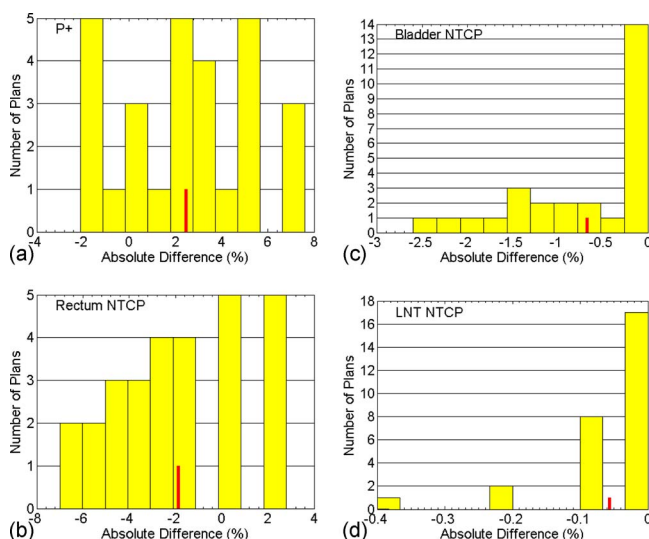 P+
Number of Plans
5
4
3
2
1
0
-4 -2 0 2 4 6 8
Absolute Difference (%)
(a)
Bladder NTCP
Number of Plans
14
13
12
11
10
9
8
7
6
5
4
3
2
1
0
-3 -2.5 -2 -1.5 -1 -0.5 0
Absolute Difference (%)
(c)
Rectum NTCP
Number of Plans
5
4
3
2
1
0
-8 -6 -4 -2 0 2 4
Absolute Difference (%)
(b)
LNT NTCP
Number of Plans
18
16
14
12
10
8
6
4
2
0
-0.4 -0.3 -0.2 -0.1 0
Absolute Difference (%)
(d)